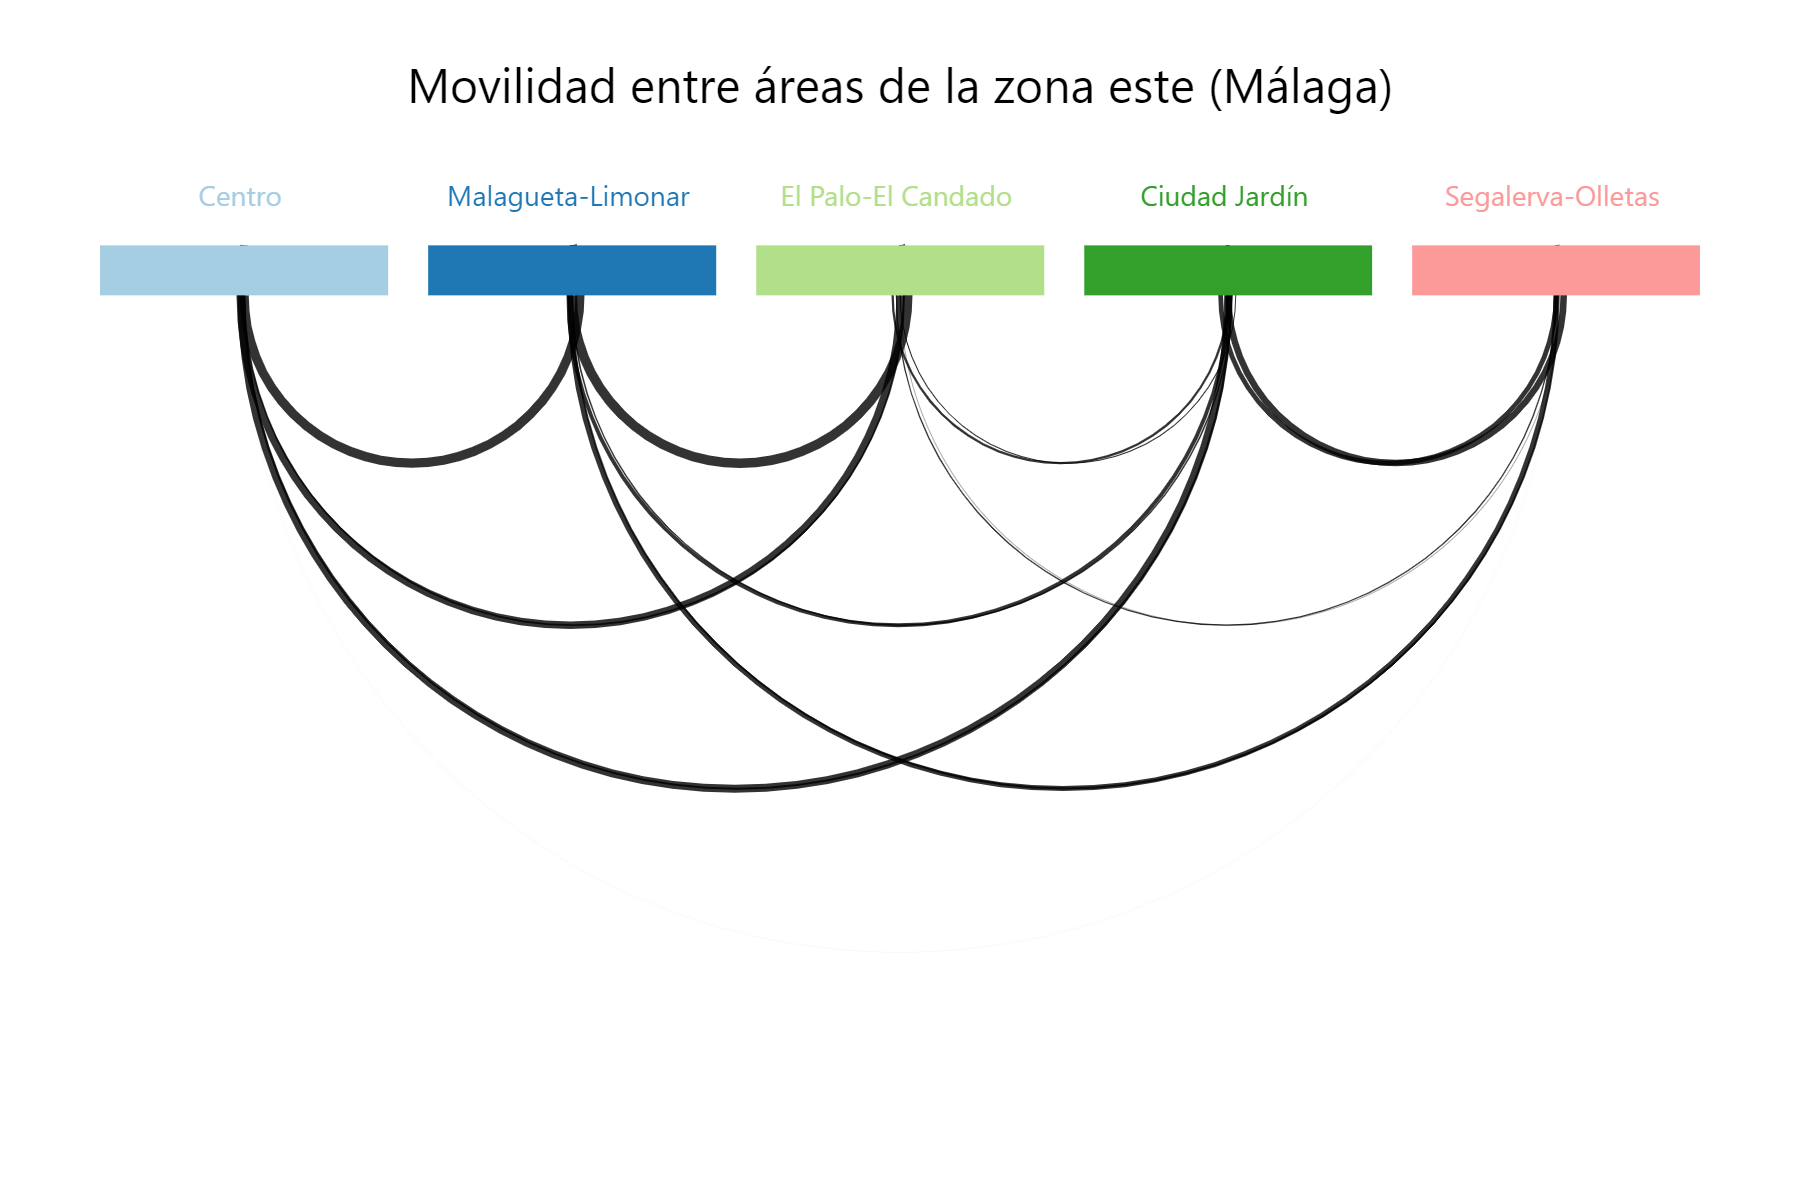 Movilidad entre áreas de la zona este (Málaga)
Centro
Malagueta-Limonar
El Palo-El Candado
Ciudad Jardín
Segalerva-Olletas